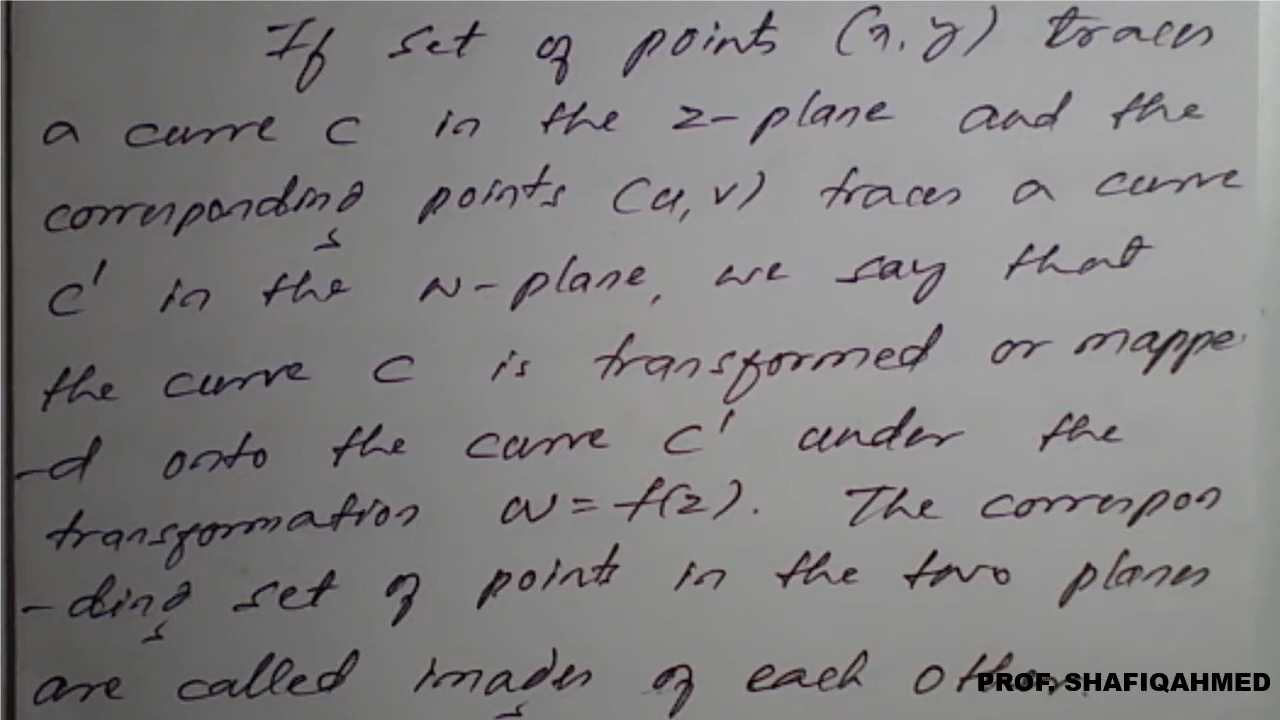 If set of points (x, y) traces
a curve C in the z-plane and the
corresponding points (u, v) traces a curve
C' in the w-plane, we say that
the curve C is transformed or mappe
-d onto the curve C' under the
transformation w = f(z). The correspon
-ding set of points in the two planes
are called images of each other.
PROF. SHAFIQAHMED